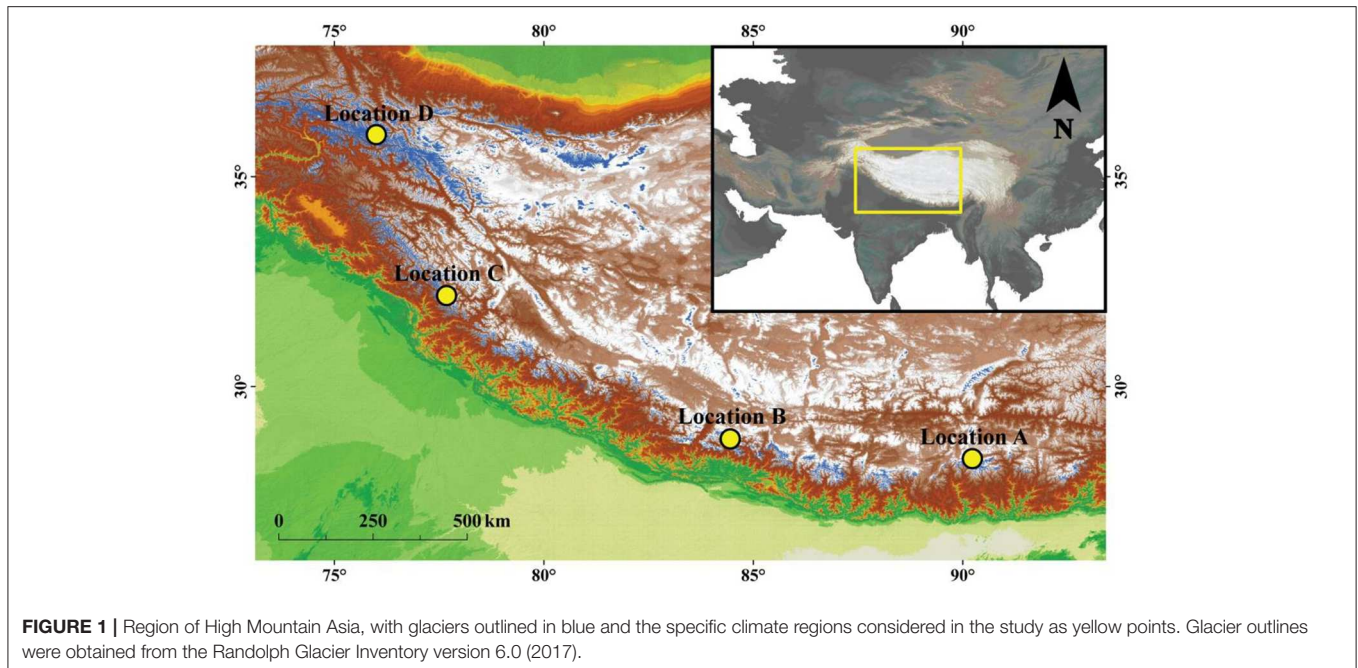 75° 80° 85° 90°
N
Location D
35° 35°
Location C
30° 30°
Location B
Location A
0 250 500 km
75° 80° 85° 90°
FIGURE 1 | Region of High Mountain Asia, with glaciers outlined in blue and the specific climate regions considered in the study as yellow points. Glacier outlines
were obtained from the Randolph Glacier Inventory version 6.0 (2017).